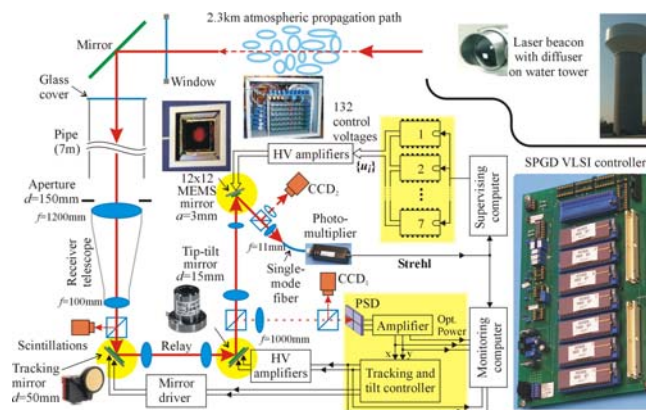 2.3km atmospheric propagation path
Mirror
Window
Glass
cover
Pipe
(7m)
Aperture
d=150mm
f=1200mm
Receiver
telescope
f=100mm
Scintillations
Tracking
mirror
d=50mm
Relay
Mirror
driver
12x12
MEMS
mirror
a=3mm
Tip-tilt
mirror
d=15mm
132
control
voltages
HV amplifiers
{ui}
CCD2
Photo-
multiplier
f=11mm
Single-
mode fiber
Strehl
CCD1
f=1000mm
HV
amplifiers
PSD
Amplifier
Opt.
Power
x
y
Tracking and
tilt controller
1
2
7
Supervising
computer
Monitoring
computer
Laser beacon
with diffuser
on water tower
SPGD VLSI controller